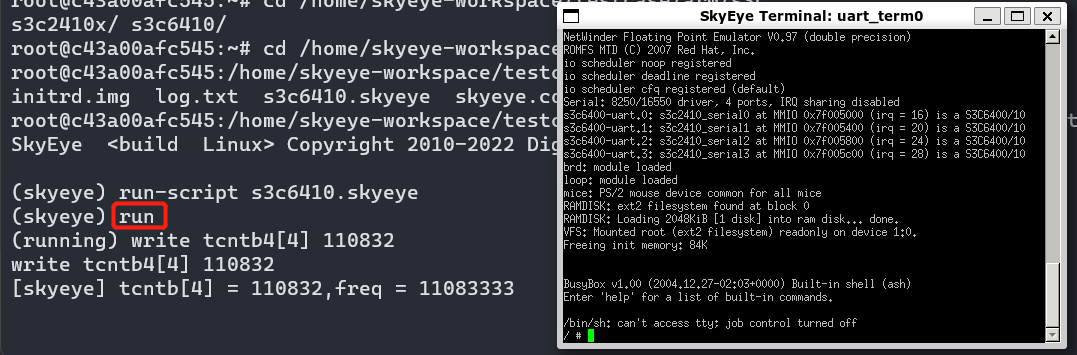 root@c43a00afc545:~# cd /home/skyeye-workspace/testcase/arm/s3
s3c2410x/ s3c6410/
root@c43a00afc545:~# cd /home/skyeye-workspace
root@c43a00afc545:/home/skyeye-workspace/testc
initrd.img log.txt s3c6410.skyeye skyeye.co
root@c43a00afc545:/home/skyeye-workspace/testc
SkyEye <build Linux> Copyright 2010-2022 Dig
(skyeye) run-script s3c6410.skyeye
(skyeye) run
(running) write tcntb4[4] 110832
write tcntb4[4] 110832
[skyeye] tcntb[4] = 110832,freq = 11083333
SkyEye Terminal: uart_term0
NetWinder Floating Point Emulator V0.97 (double precision)
ROMFS MTD (C) 2007 Red Hat, Inc.
io scheduler noop registered
io scheduler deadline registered
io scheduler cfq registered (default)
Serial: 8250/16550 driver, 4 ports, IRQ sharing disabled
s3c6400-uart.0: s3c2410_serial0 at MMIO 0x7f005000 (irq = 16) is a S3C6400/10
s3c6400-uart.1: s3c2410_serial1 at MMIO 0x7f005400 (irq = 20) is a S3C6400/10
s3c6400-uart.2: s3c2410_serial2 at MMIO 0x7f005800 (irq = 24) is a S3C6400/10
s3c6400-uart.3: s3c2410_serial3 at MMIO 0x7f005c00 (irq = 28) is a S3C6400/10
brd: module loaded
loop: module loaded
mice: PS/2 mouse device common for all mice
RAMDISK: ext2 filesystem found at block 0
RAMDISK: Loading 2048KiB [1 disk] into ram disk... done.
VFS: Mounted root (ext2 filesystem) readonly on device 1:0.
Freeing init memory: 84K
BusyBox v1.00 (2004.12.27-02:03+0000) Built-in shell (ash)
Enter 'help' for a list of built-in commands.
/bin/sh: can't access tty; job control turned off
/ #